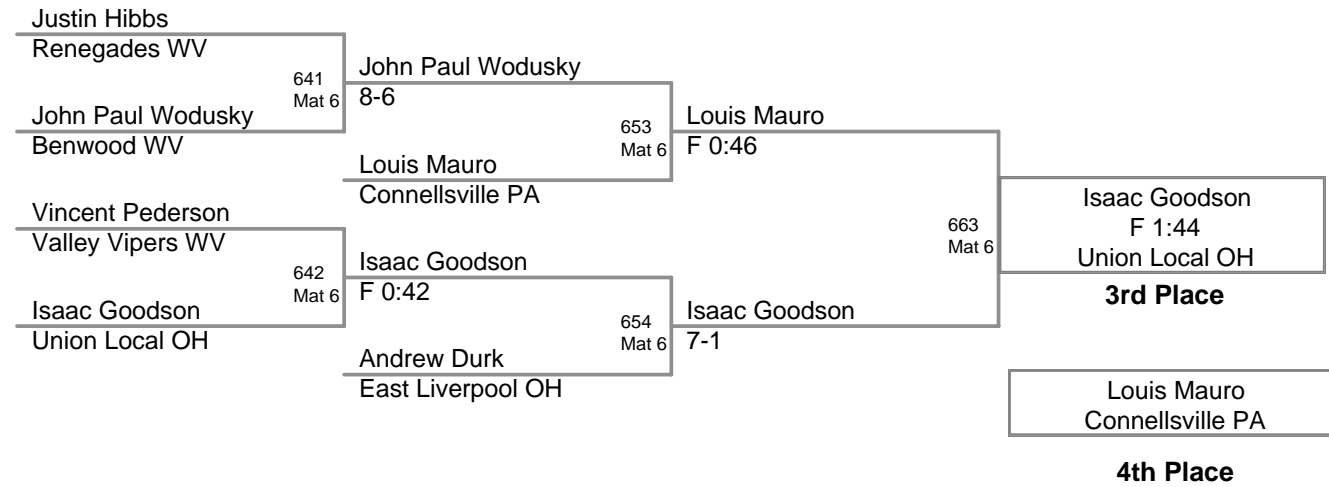 Justin Hibbs
Renegades WV
641
Mat 6
John Paul Wodusky
8-6
John Paul Wodusky
Benwood WV
653
Mat 6
Louis Mauro
F 0:46
Louis Mauro
Connellsville PA
Vincent Pederson
Valley Vipers WV
642
Mat 6
Isaac Goodson
F 0:42
Isaac Goodson
Union Local OH
654
Mat 6
Isaac Goodson
7-1
Andrew Durk
East Liverpool OH
663
Mat 6
Isaac Goodson
F 1:44
Union Local OH
3rd Place
Louis Mauro
Connellsville PA
4th Place